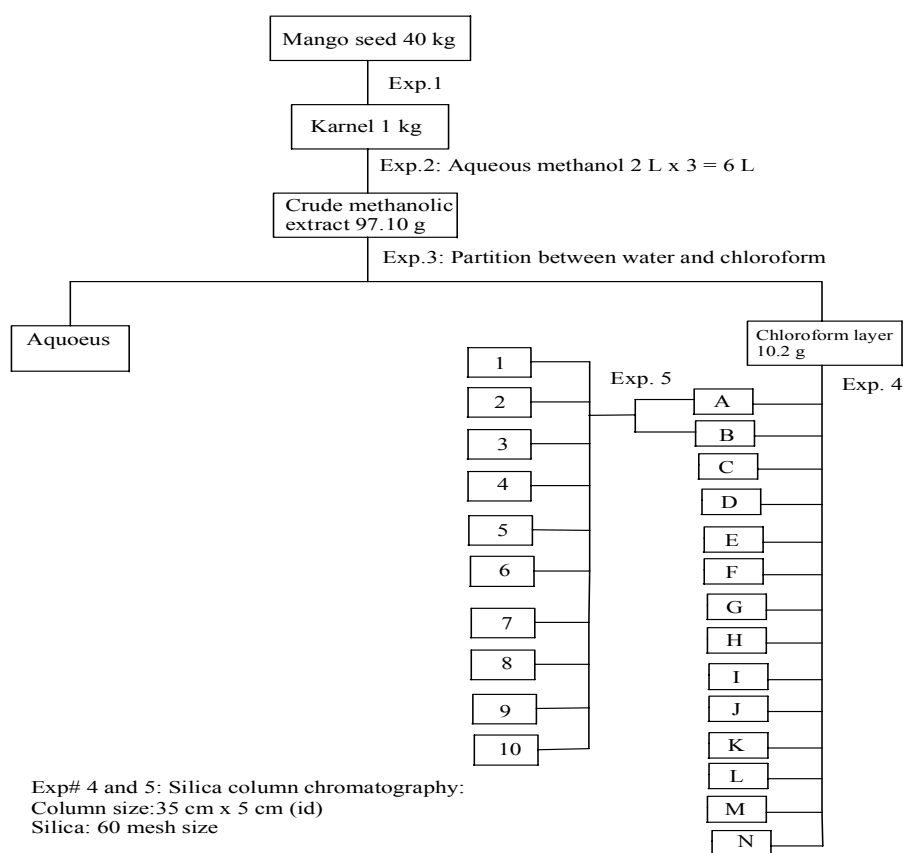 Mango seed 40 kg
Exp.1
Karnel 1 kg
Exp.2: Aqueous methanol 2 L x 3 = 6 L
Crude methanolic
extract 97.10 g
Exp.3: Partition between water and chloroform
Aquoeus
Chloroform layer
10.2 g
Exp. 4
Exp. 5
A
B
C
D
E
F
G
H
I
J
K
L
M
N
1
2
3
4
5
6
7
8
9
10
Exp# 4 and 5: Silica column chromatography:
Column size:35 cm x 5 cm (id)
Silica: 60 mesh size